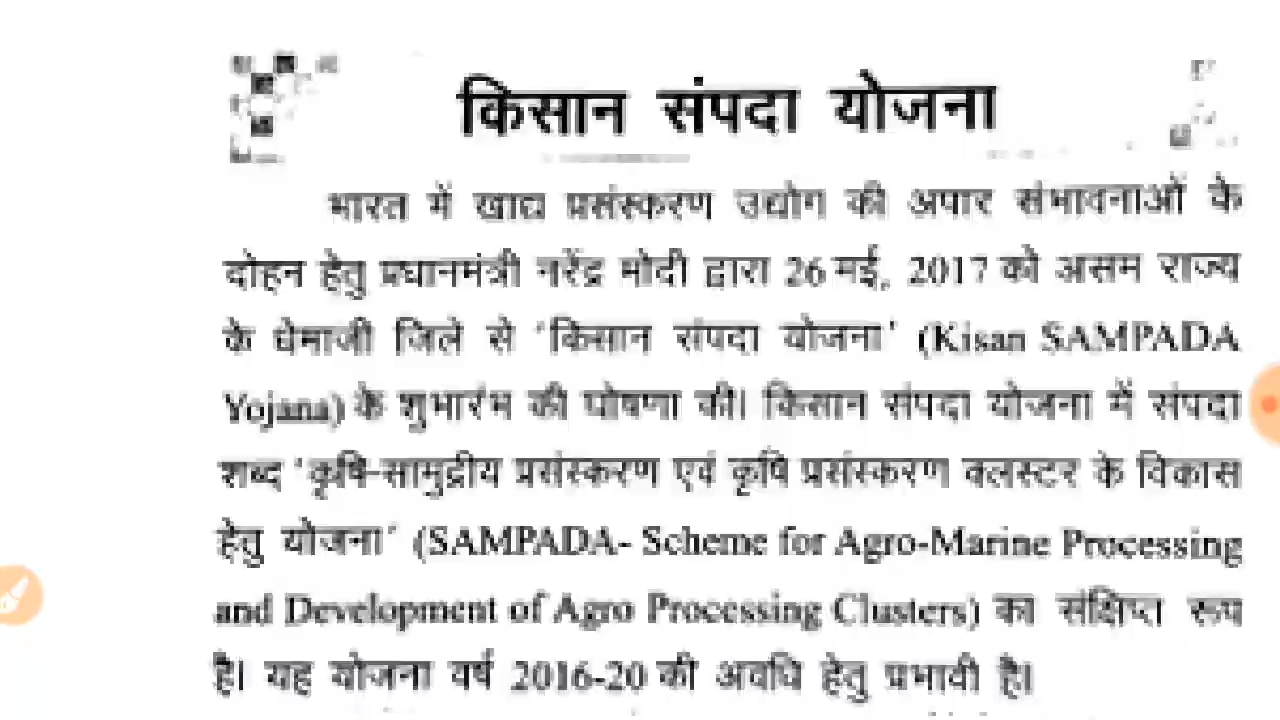 किसान संपदा योजना
भारत में खाद्य प्रसंस्करण उद्योग की अपार संभावनाओं के
दोहन हेतु प्रधानमंत्री नरेंद्र मोदी द्वारा 26 मई, 2017 को असम राज्य
के धेमाजी जिले से 'किसान संपदा योजना' (Kisan SAMPADA
Yojana) के शुभारंभ की घोषणा की। किसान संपदा योजना में संपदा
शब्द 'कृषि-सामुद्रीय प्रसंस्करण एवं कृषि प्रसंस्करण क्लस्टर के विकास
हेतु योजना' (SAMPADA- Scheme for Agro-Marine Processing
and Development of Agro Processing Clusters) का संक्षिप्त रूप
है। यह योजना वर्ष 2016-20 की अवधि हेतु प्रभावी है।